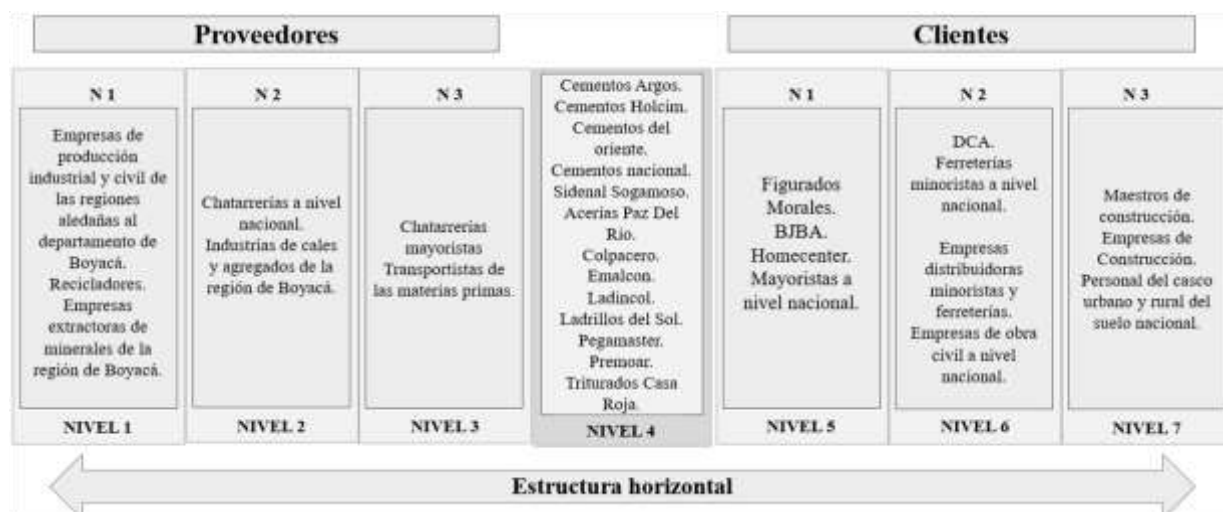 Proveedores
Clientes
N 1
Empresas de
producción
industrial y civil de
las regiones
aledañas al
departamento de
Boyacá.
Recicladores.
Empresas
extractoras de
minerales de la
región de Boyacá.
NIVEL 1
N 2
Chatarrerías a nivel
nacional.
Industrias de cales
y agregados de la
región de Boyacá.
NIVEL 2
N 3
Chatarrerías
mayoristas
Transportistas de
las materias primas.
NIVEL 3
Cementos Argos.
Cementos Holcim.
Cementos del
oriente.
Cementos nacional.
Sidenal Sogamoso.
Acerías Paz Del
Río.
Colpacero.
Emalcon.
Ladincol.
Ladrillos del Sol.
Pegamaster.
Premoar.
Triturados Casa
Roja.
NIVEL 4
N 1
Figurados
Morales.
BJBA.
Homecenter.
Mayoristas a
nivel nacional.
NIVEL 5
N 2
DCA.
Ferreterías
minoristas a nivel
nacional.
Empresas
distribuidoras
minoristas y
ferreterías.
Empresas de obra
civil a nivel
nacional.
NIVEL 6
N 3
Maestros de
construcción.
Empresas de
Construcción.
Personal del casco
urbano y rural del
suelo nacional.
NIVEL 7
Estructura horizontal